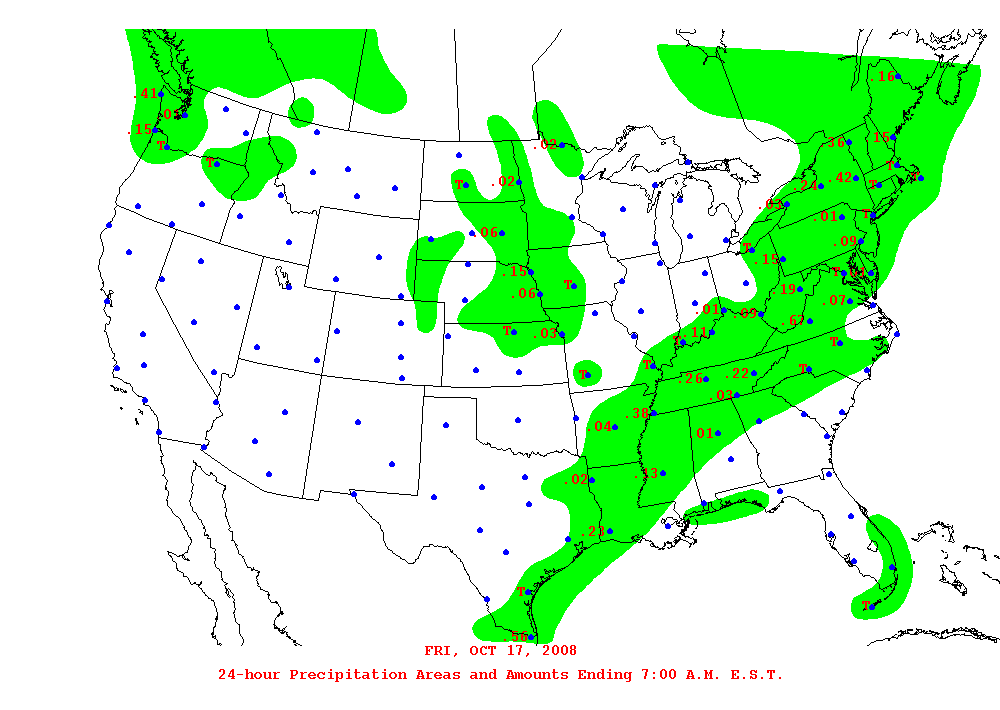 .16
.41
.01
.15
.15
.36
.02
T
T
T
T
.02
.24
.42
T
T
.03
.01
T
.06
.09
T
.15
.15
T
.01
.06
T
.19
.07
.01
.09
.67
T
.03
.11
T
T
T
T
.26
.22
.03
.38
.04
.01
.13
.02
.23
T
T
.56
FRI, OCT 17, 2008
24-hour Precipitation Areas and Amounts Ending 7:00 A.M. E.S.T.